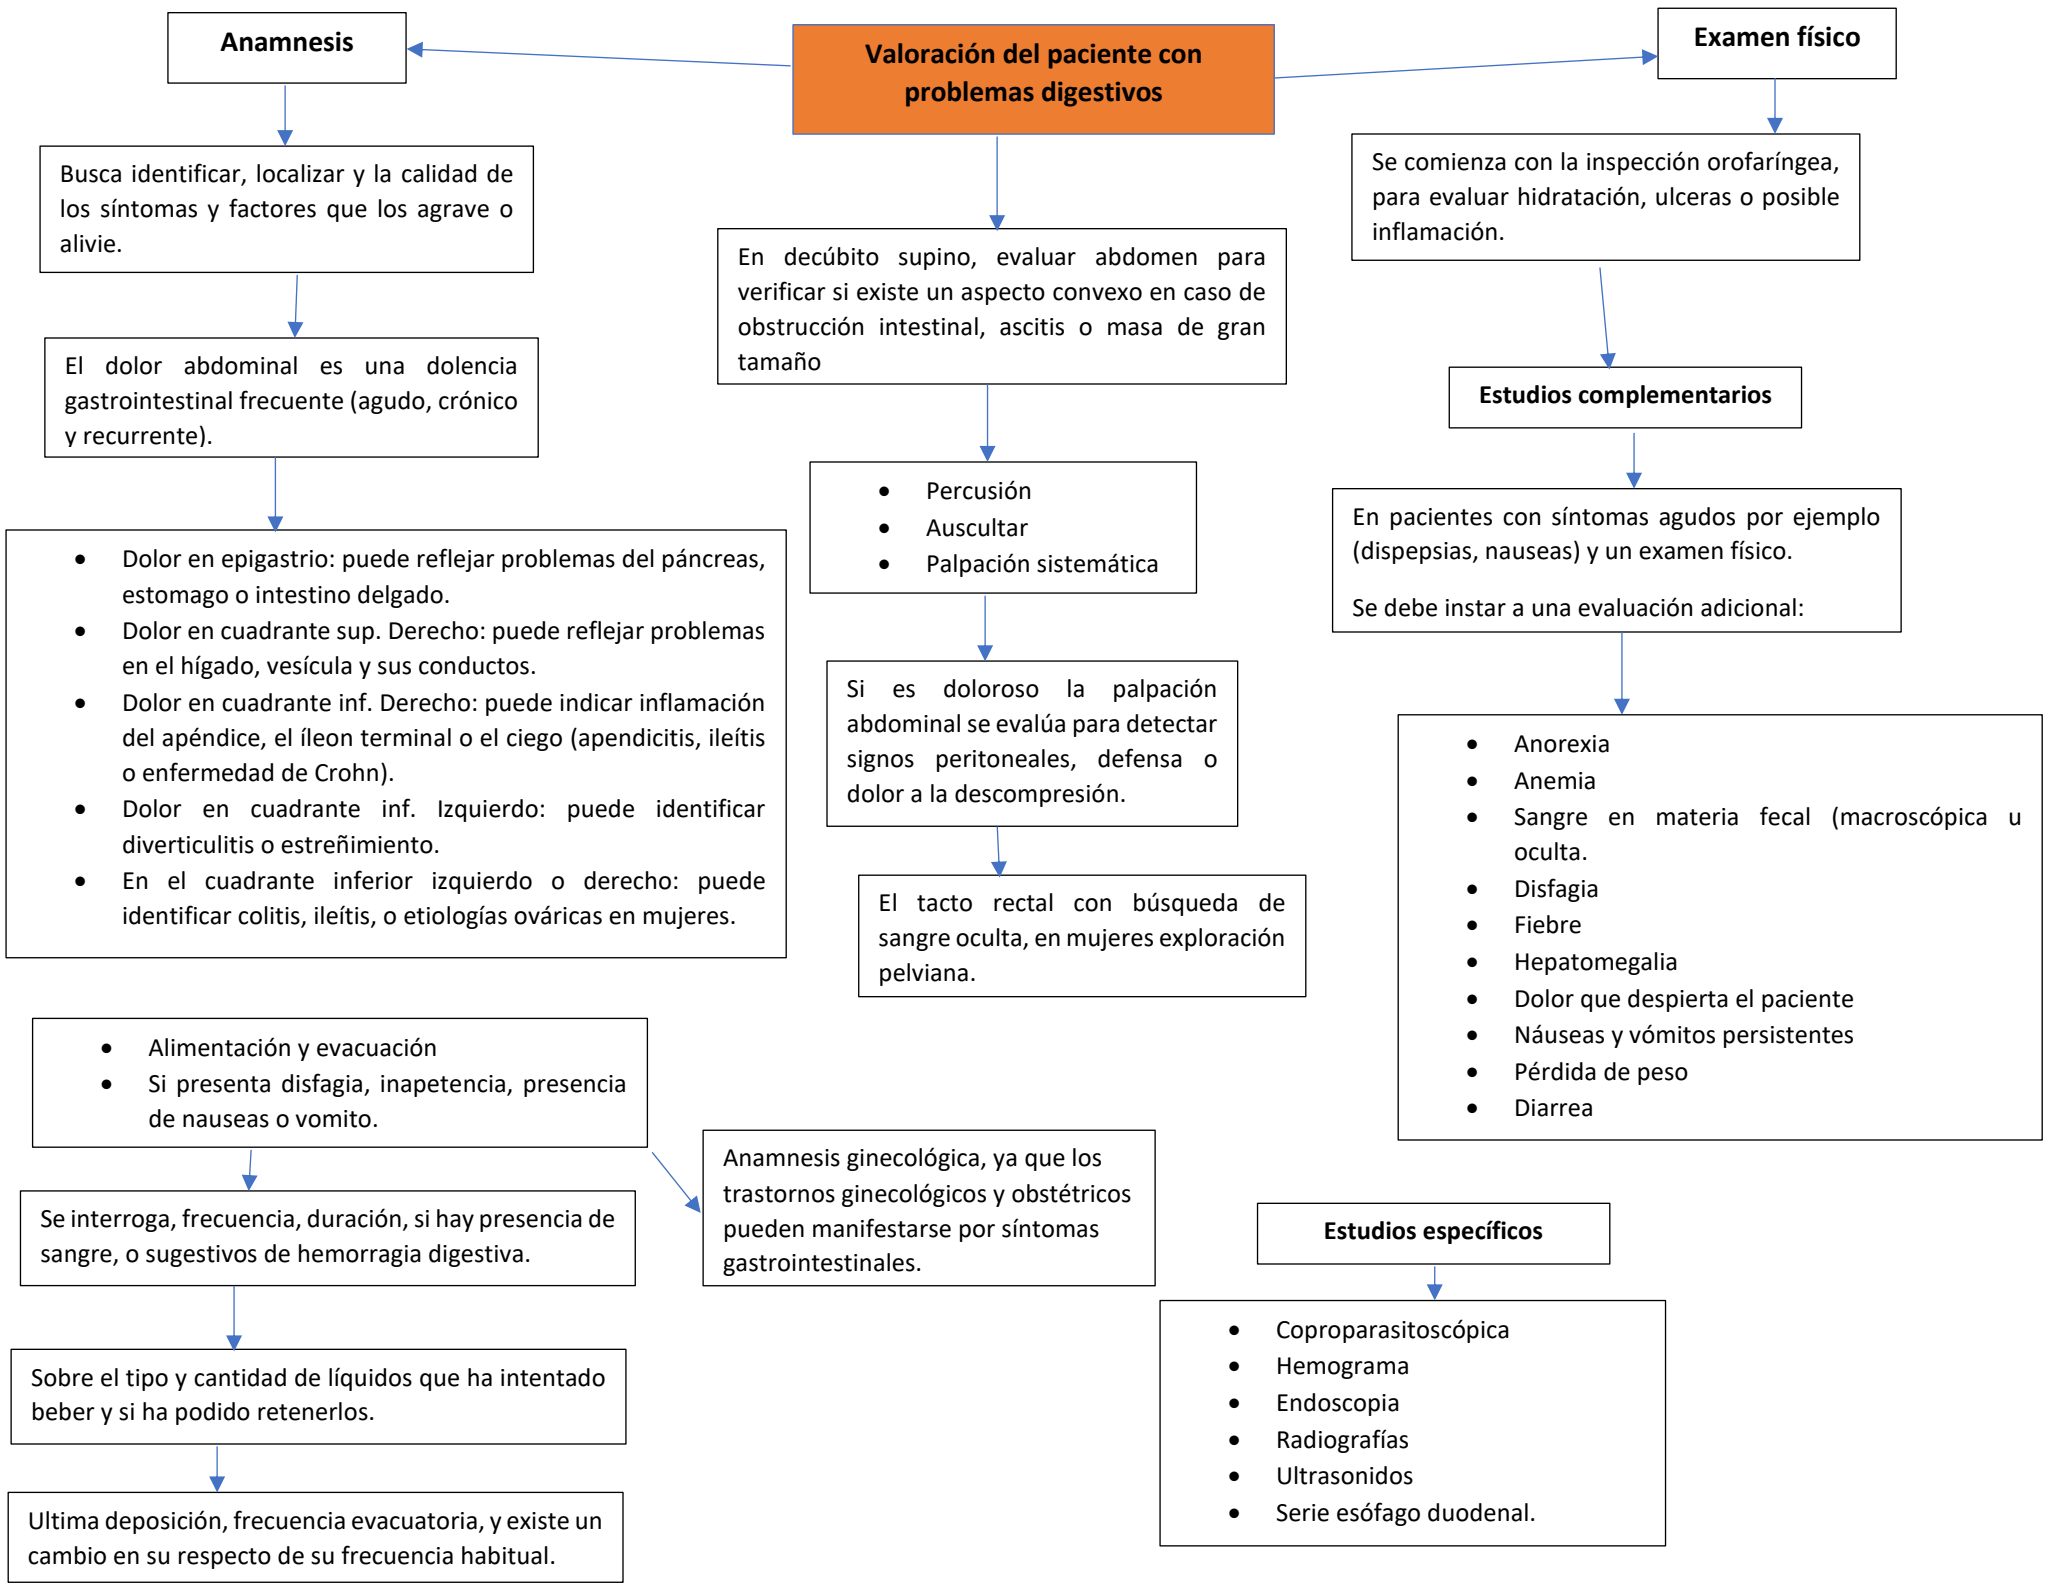 Valoración del paciente con
problemas digestivos
Anamnesis
Busca identificar, localizar y la calidad de
los síntomas y factores que los agrave o
alivie.
El dolor abdominal es una dolencia
gastrointestinal frecuente (agudo, crónico
y recurrente).
• Dolor en epigastrio: puede reflejar problemas del páncreas,
estomago o intestino delgado.
• Dolor en cuadrante sup. Derecho: puede reflejar problemas
en el hígado, vesícula y sus conductos.
• Dolor en cuadrante inf. Derecho: puede indicar inflamación
del apéndice, el íleon terminal o el ciego (apendicitis, ileítis
o enfermedad de Crohn).
• Dolor en cuadrante inf. Izquierdo: puede identificar
diverticulitis o estreñimiento.
• En el cuadrante inferior izquierdo o derecho: puede
identificar colitis, ileítis, o etiologías ováricas en mujeres.
• Alimentación y evacuación
• Si presenta disfagia, inapetencia, presencia
de nauseas o vomito.
Se interroga, frecuencia, duración, si hay presencia de
sangre, o sugestivos de hemorragia digestiva.
Sobre el tipo y cantidad de líquidos que ha intentado
beber y si ha podido retenerlos.
Ultima deposición, frecuencia evacuatoria, y existe un
cambio en su respecto de su frecuencia habitual.
Anamnesis ginecológica, ya que los
trastornos ginecológicos y obstétricos
pueden manifestarse por síntomas
gastrointestinales.
En decúbito supino, evaluar abdomen para
verificar si existe un aspecto convexo en caso de
obstrucción intestinal, ascitis o masa de gran
tamaño
• Percusión
• Auscultar
• Palpación sistemática
Si es doloroso la palpación
abdominal se evalúa para detectar
signos peritoneales, defensa o
dolor a la descompresión.
El tacto rectal con búsqueda de
sangre oculta, en mujeres exploración
pelviana.
Examen físico
Se comienza con la inspección orofaríngea,
para evaluar hidratación, ulceras o posible
inflamación.
Estudios complementarios
En pacientes con síntomas agudos por ejemplo
(dispepsias, nauseas) y un examen físico.
Se debe instar a una evaluación adicional:
• Anorexia
• Anemia
• Sangre en materia fecal (macroscópica u
oculta.
• Disfagia
• Fiebre
• Hepatomegalia
• Dolor que despierta el paciente
• Náuseas y vómitos persistentes
• Pérdida de peso
• Diarrea
Estudios específicos
• Coproparasitoscópica
• Hemograma
• Endoscopia
• Radiografías
• Ultrasonidos
• Serie esófago duodenal.